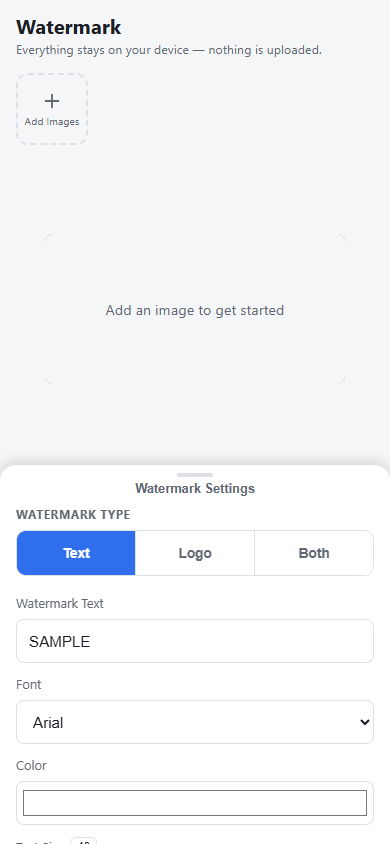 Watermark
Everything stays on your device — nothing is uploaded.
Add Images
Add an image to get started
Watermark Settings
WATERMARK TYPE
Text
Logo
Both
Watermark Text
SAMPLE
Font
Arial
Color